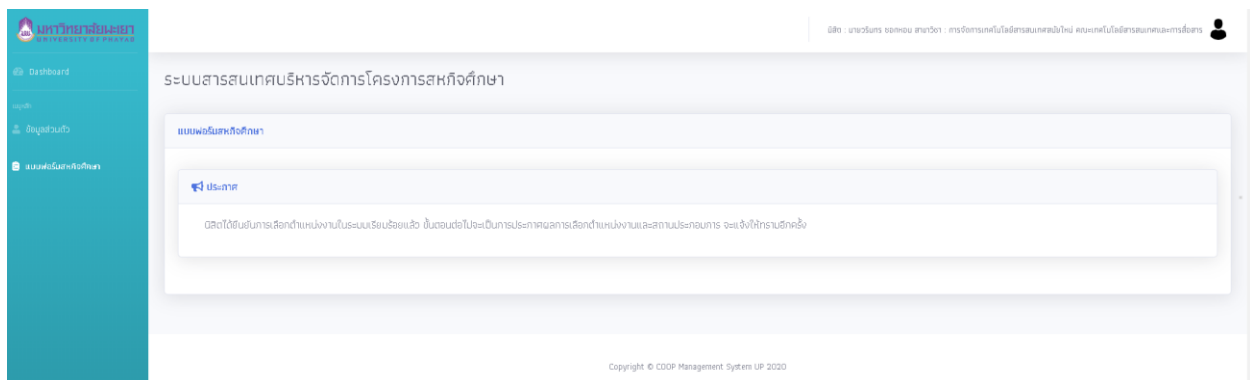 มหาวิทยาลัยพะเยา
UNIVERSITY OF PHAYAO
นิสิต : นายวรินทร ชอกหอม สาขาวิชา : การจัดการเทคโนโลยีสารสนเทศสมัยใหม่ คณะเทคโนโลยีสารสนเทศและการสื่อสาร
Dashboard
ระบบสารสนเทศบริหารจัดการโครงการสหกิจศึกษา
ข้อมูลส่วนตัว
แบบฟอร์มสหกิจศึกษา
แบบฟอร์มสหกิจศึกษา
ประกาศ
นิสิตได้ยืนยันการเลือกตำแหน่งงานในระบบเรียบร้อยแล้ว ขั้นตอนต่อไปจะเป็นการประกาศผลการเลือกตำแหน่งงานและสถานประกอบการ จะแจ้งให้ทราบอีกครั้ง
Copyright © COOP Management System UP 2020